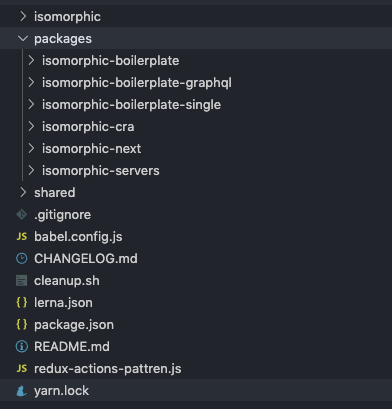 isomorphic
packages
isomorphic-boilerplate
isomorphic-boilerplate-graphql
isomorphic-boilerplate-single
isomorphic-cra
isomorphic-next
isomorphic-servers
shared
.gitignore
JS babel.config.js
CHANGELOG.md
cleanup.sh
{ } lerna.json
{ } package.json
README.md
JS redux-actions-pattren.js
yarn.lock